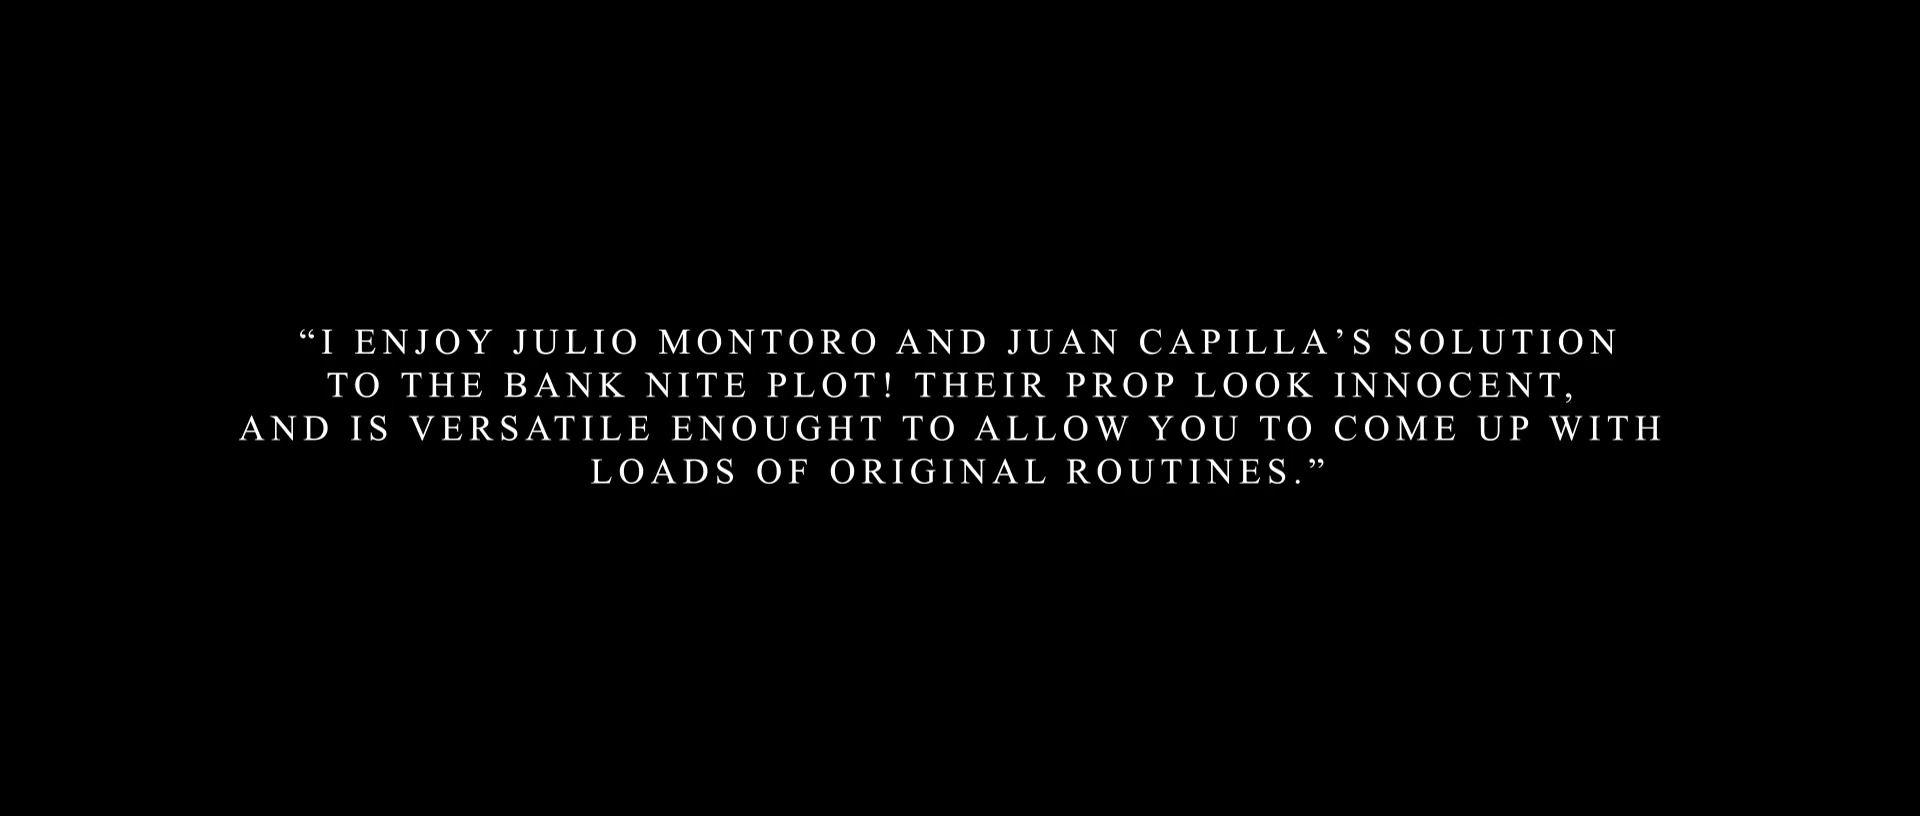 “I ENJOY JULIO MONTORO AND JUAN CAPILLA’S SOLUTION
TO THE BANK NITE PLOT! THEIR PROP LOOK INNOCENT,
AND IS VERSATILE ENOUGHT TO ALLOW YOU TO COME UP WITH
LOADS OF ORIGINAL ROUTINES.”